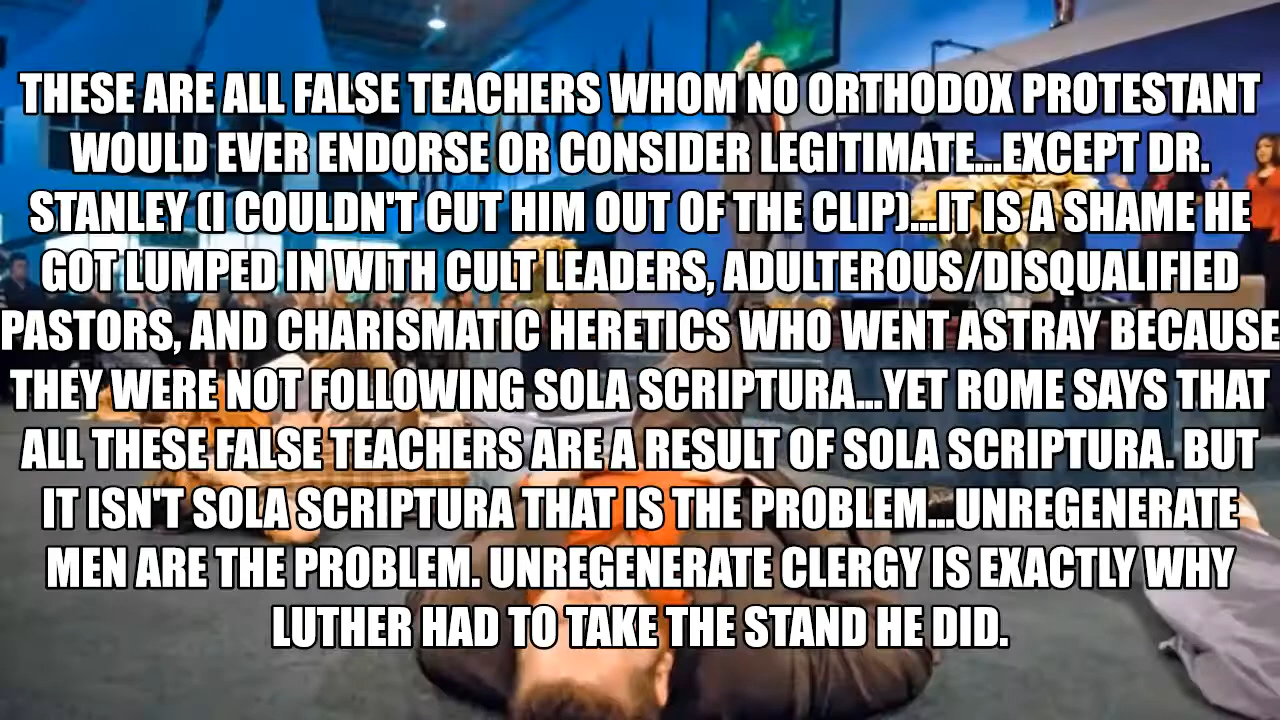 THESE ARE ALL FALSE TEACHERS WHOM NO ORTHODOX PROTESTANT
WOULD EVER ENDORSE OR CONSIDER LEGITIMATE...EXCEPT DR.
STANLEY (I COULDN'T CUT HIM OUT OF THE CLIP)...IT IS A SHAME HE
GOT LUMPED IN WITH CULT LEADERS, ADULTEROUS/DISQUALIFIED
PASTORS, AND CHARISMATIC HERETICS WHO WENT ASTRAY BECAUSE
THEY WERE NOT FOLLOWING SOLA SCRIPTURA...YET ROME SAYS THAT
ALL THESE FALSE TEACHERS ARE A RESULT OF SOLA SCRIPTURA. BUT
IT ISN'T SOLA SCRIPTURA THAT IS THE PROBLEM...UNREGENERATE
MEN ARE THE PROBLEM. UNREGENERATE CLERGY IS EXACTLY WHY
LUTHER HAD TO TAKE THE STAND HE DID.